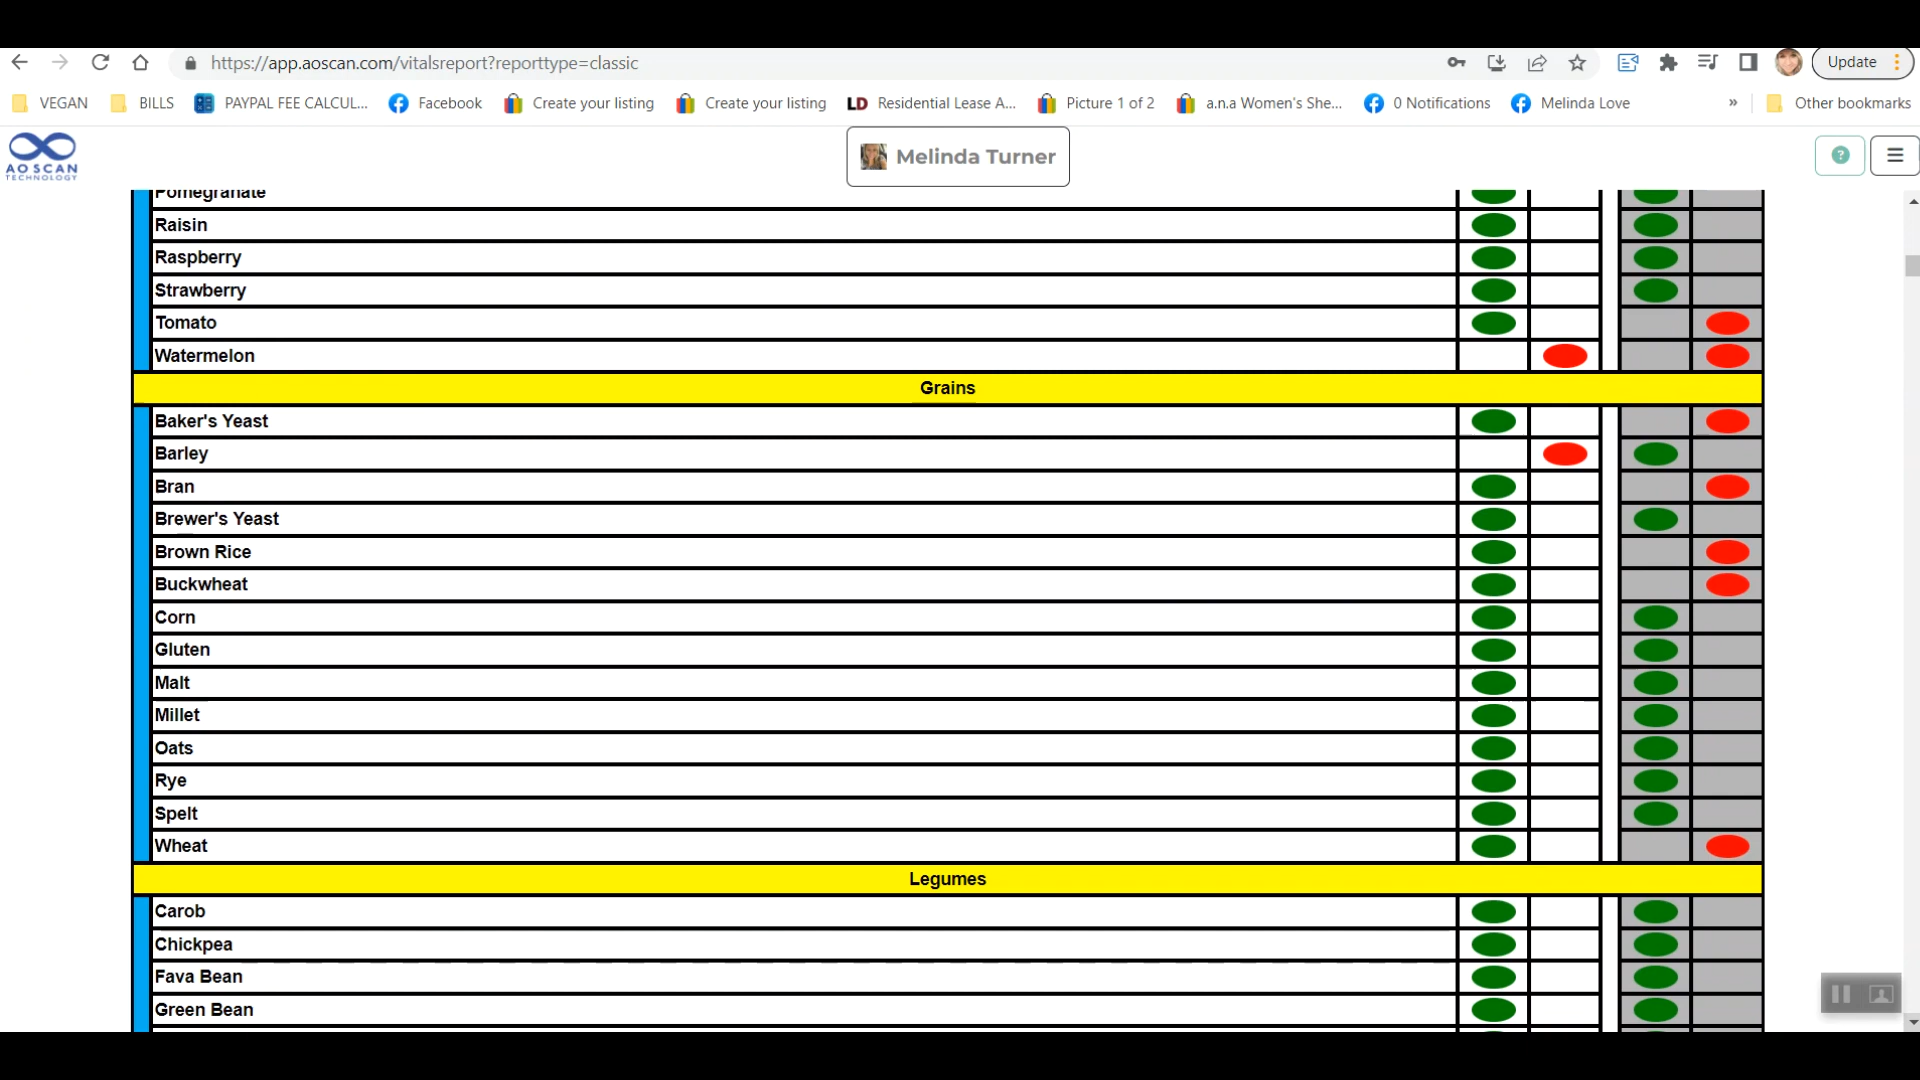 https://app.aoscan.com/vitalsreport?reporttype=classic
Update
VEGAN
BILLS
PAYPAL FEE CALCUL...
Facebook
Create your listing
Create your listing
LD Residential Lease A...
Picture 1 of 2
a.n.a Women's She...
0 Notifications
Melinda Love
»
Other bookmarks
AO SCAN
TECHNOLOGY
Melinda Turner
?
Pomegranate
Raisin
Raspberry
Strawberry
Tomato
Watermelon
Grains
Baker's Yeast
Barley
Bran
Brewer's Yeast
Brown Rice
Buckwheat
Corn
Gluten
Malt
Millet
Oats
Rye
Spelt
Wheat
Legumes
Carob
Chickpea
Fava Bean
Green Bean